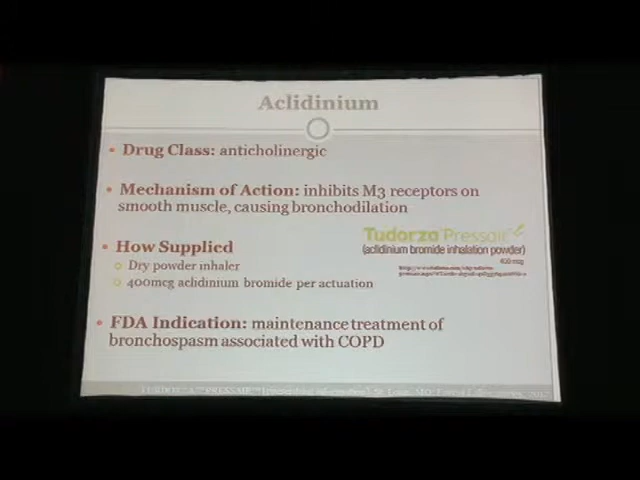 Aclidinium
• Drug Class: anticholinergic
• Mechanism of Action: inhibits M3 receptors on
smooth muscle, causing bronchodilation
• How Supplied
Dry powder inhaler
400mcg aclidinium bromide per actuation
Tudorza Pressair
(aclidinium bromide inhalation powder)
400 mcg
• FDA Indication: maintenance treatment of
bronchospasm associated with COPD